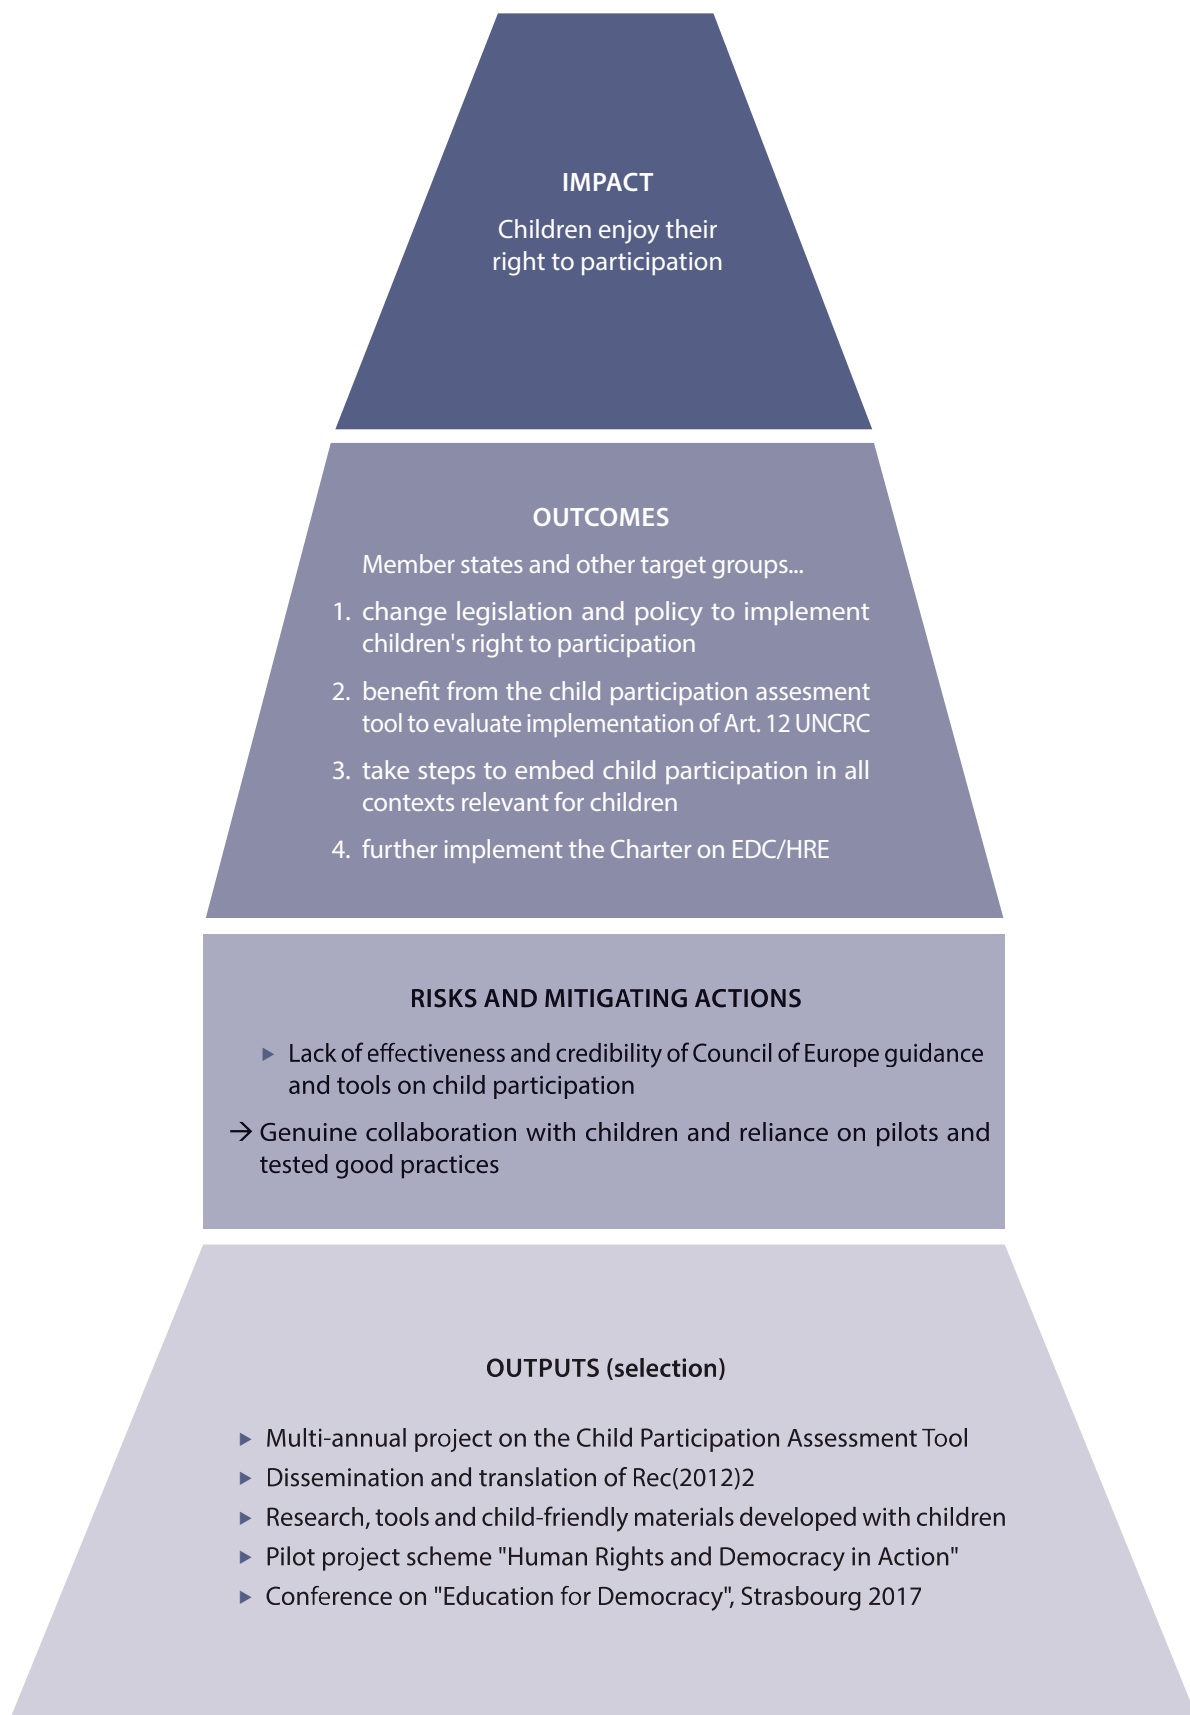 IMPACT
Children enjoy their
right to participation
OUTCOMES
Member states and other target groups...
1. change legislation and policy to implement
children's right to participation
2. benefit from the child participation assesment
tool to evaluate implementation of Art. 12 UNCRC
3. take steps to embed child participation in all
contexts relevant for children
4. further implement the Charter on EDC/HRE
RISKS AND MITIGATING ACTIONS
▶ Lack of effectiveness and credibility of Council of Europe guidance
and tools on child participation
→ Genuine collaboration with children and reliance on pilots and
tested good practices
OUTPUTS (selection)
▶ Multi-annual project on the Child Participation Assessment Tool
▶ Dissemination and translation of Rec(2012)2
▶ Research, tools and child-friendly materials developed with children
▶ Pilot project scheme "Human Rights and Democracy in Action"
▶ Conference on "Education for Democracy", Strasbourg 2017